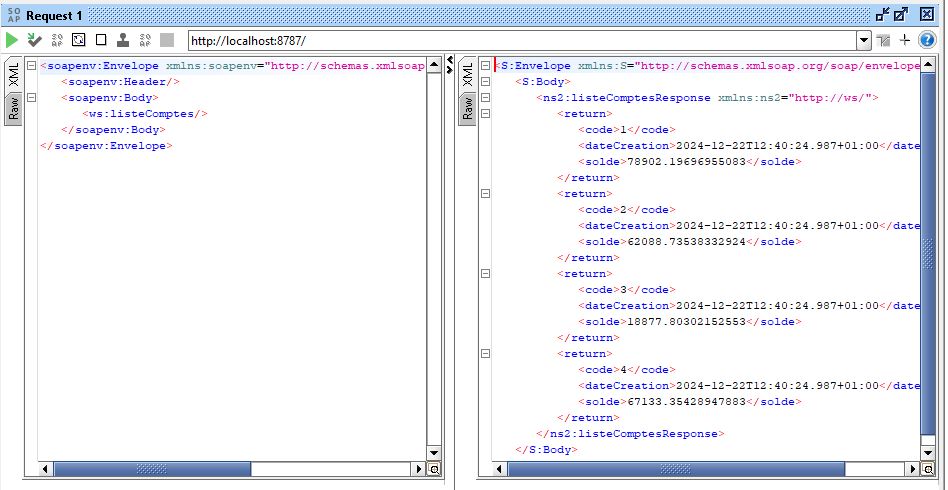 SO
AP
Request 1
SO
AP
SO
AP
http://localhost:8787/
XML
Raw
<soapenv:Envelope xmlns:soapenv="http://schemas.xmlsoap
<soapenv:Header/>
<soapenv:Body>
<ws:listeComptes/>
</soapenv:Body>
</soapenv:Envelope>
XML
Raw
<S:Envelope xmlns:S="http://schemas.xmlsoap.org/soap/envelope
<S:Body>
<ns2:listeComptesResponse xmlns:ns2="http://ws/">
<return>
<code>1</code>
<dateCreation>2024-12-22T12:40:24.987+01:00</date
<solde>78902.19696955083</solde>
</return>
<return>
<code>2</code>
<dateCreation>2024-12-22T12:40:24.987+01:00</date
<solde>62088.73538332924</solde>
</return>
<return>
<code>3</code>
<dateCreation>2024-12-22T12:40:24.987+01:00</date
<solde>18877.80302152553</solde>
</return>
<return>
<code>4</code>
<dateCreation>2024-12-22T12:40:24.987+01:00</date
<solde>67133.35428947883</solde>
</return>
</ns2:listeComptesResponse>
</S:Body>